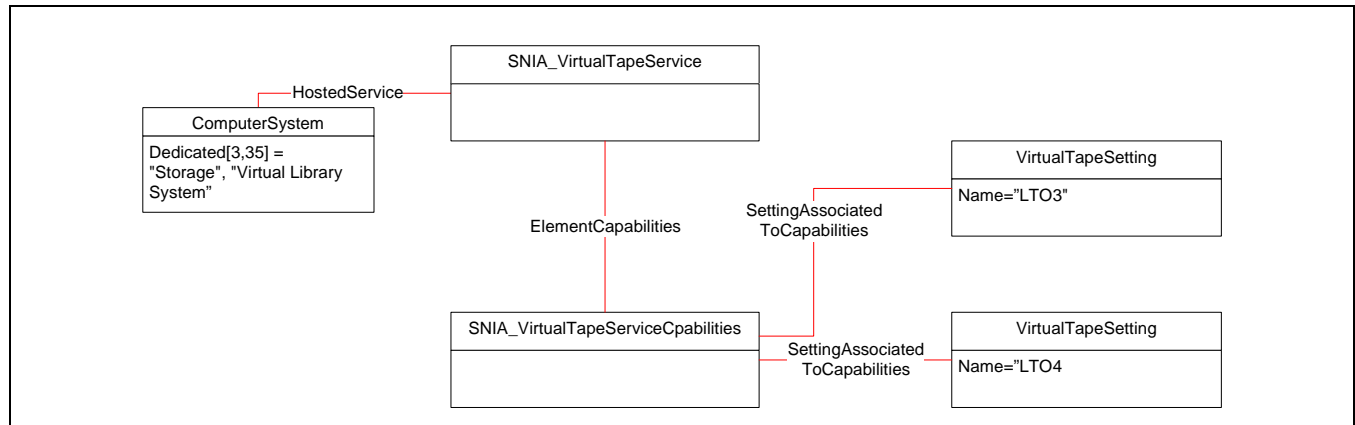 SNIA_VirtualTapeService
HostedService
ComputerSystem
Dedicated[3,35] =
"Storage", "Virtual Library
System”
VirtualTapeSetting
Name=”LTO3"
SettingAssociated
ToCapabilities
ElementCapabilities
SNIA_VirtualTapeServiceCpabilities
VirtualTapeSetting
SettingAssociated
ToCapabilities
Name=”LTO4